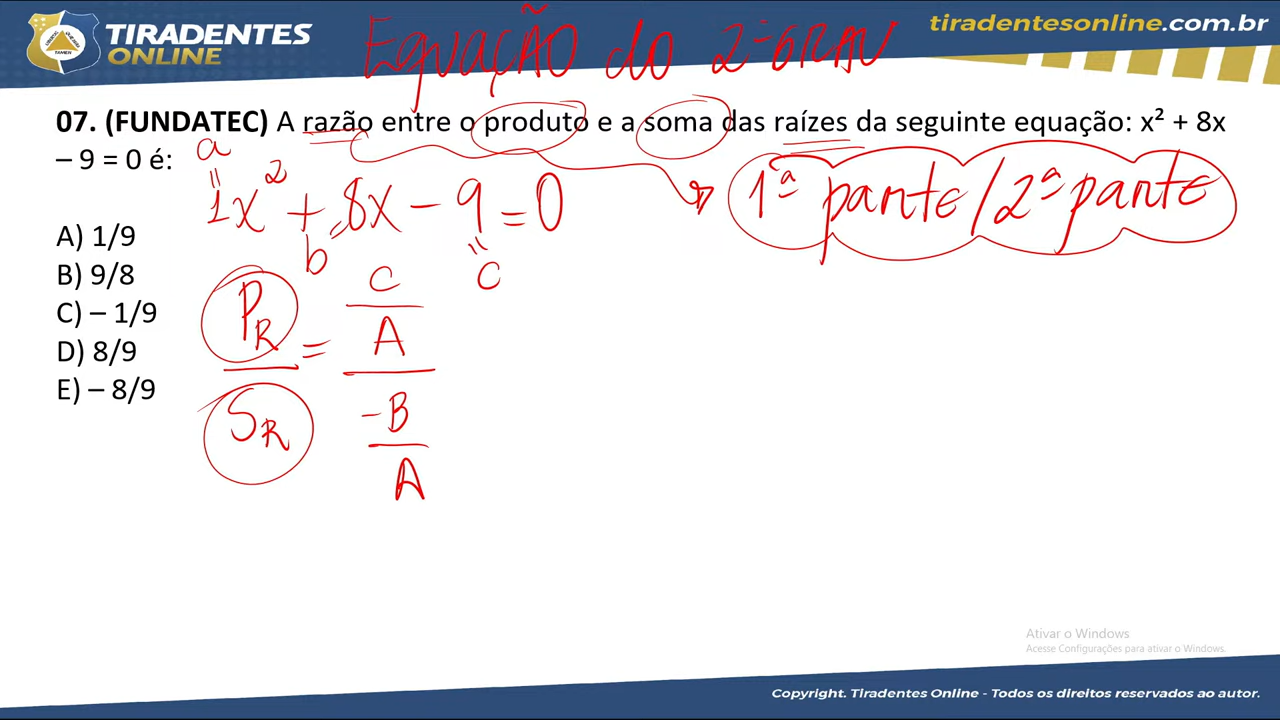 TIRADENTES
ONLINE
tiradentesonline.com.br
Equação do 2º GRAU
07. (FUNDATEC) A razão entre o produto e a soma das raízes da seguinte equação: x² + 8x
– 9 = 0 é:
a
=
1x² + 8x - 9 = 0
= =
b c
1ª parte / 2ª parte
A) 1/9
B) 9/8
C) – 1/9
D) 8/9
E) – 8/9
C
PR = A
SR -B
A
Ativar o Windows
Acesse Configurações para ativar o Windows.
Copyright. Tiradentes Online - Todos os direitos reservados ao autor.